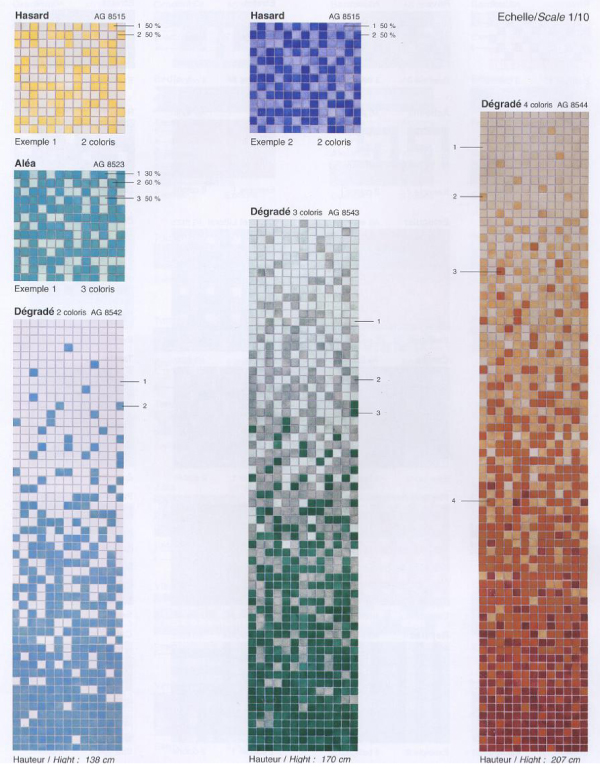 Hasard AG 8515
1 50 %
2 50 %
Exemple 1 2 coloris
Hasard AG 8515
1 50 %
2 50 %
Exemple 2 2 coloris
Echelle/Scale 1/10
Aléa AG 8523
1 30 %
2 60 %
3 50 %
Exemple 1 3 coloris
Dégradé 2 coloris AG 8542
1
2
Hauteur / Hight : 138 cm
Dégradé 3 coloris AG 8543
1
2
3
Hauteur / Hight : 170 cm
Dégradé 4 coloris AG 8544
1
2
3
4
Hauteur / Hight : 207 cm